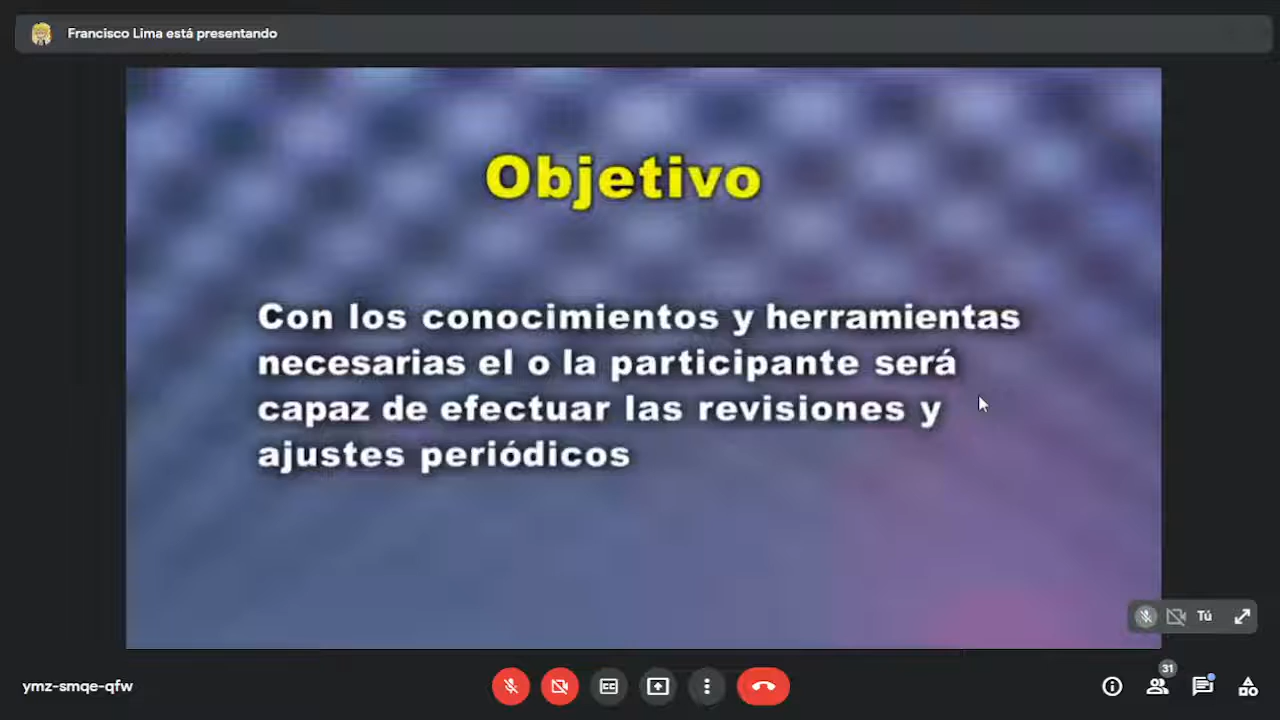 Francisco Lima está presentando
Objetivo
Con los conocimientos y herramientas
necesarias el o la participante será
capaz de efectuar las revisiones y
ajustes periódicos
Tú
31
ymz-smqe-qfw
CC